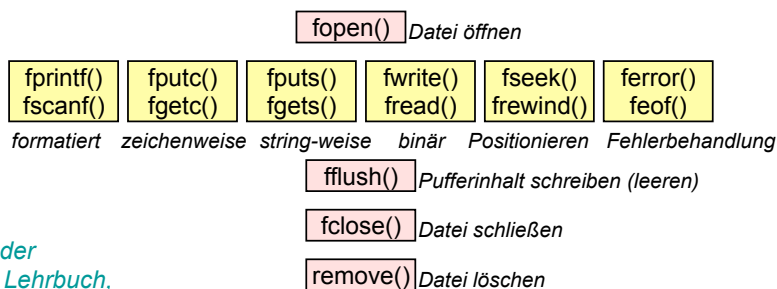 fopen() Datei öffnen
fprintf() fputc() fputs() fwrite() fseek() ferror()
fscanf() fgetc() fgets() fread() frewind() feof()
formatiert zeichenweise string-weise binär Positionieren Fehlerbehandlung
fflush() Pufferinhalt schreiben (leeren)
fclose() Datei schließen
der
Lehrbuch,
remove() Datei löschen